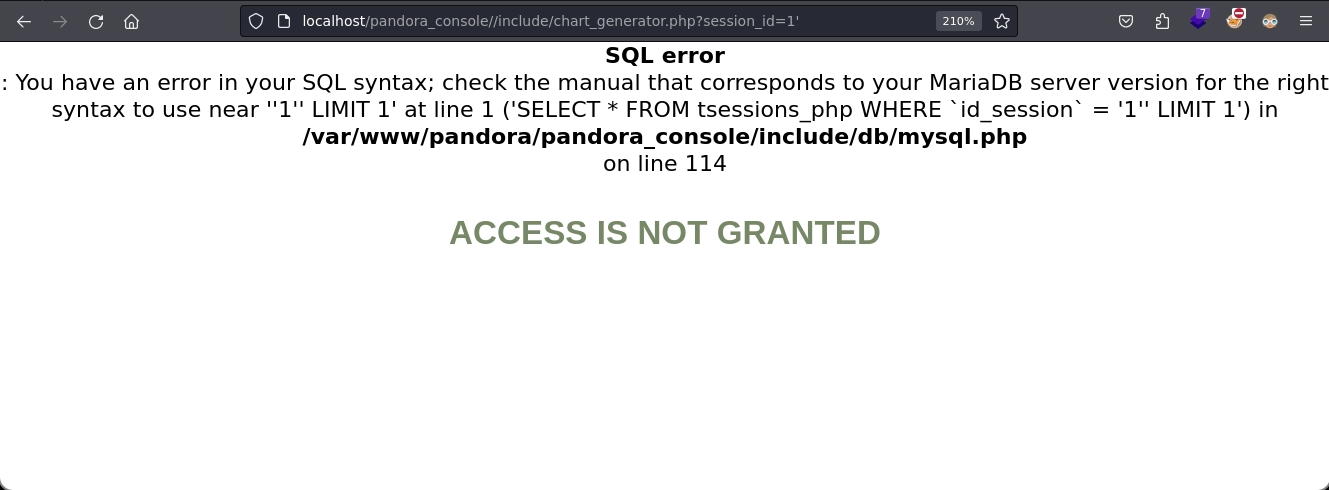 localhost/pandora_console//include/chart_generator.php?session_id=1'
210%
7
SQL error
: You have an error in your SQL syntax; check the manual that corresponds to your MariaDB server version for the right
syntax to use near ''1'' LIMIT 1' at line 1 ('SELECT * FROM tsessions_php WHERE `id_session` = '1'' LIMIT 1') in
/var/www/pandora/pandora_console/include/db/mysql.php
on line 114
ACCESS IS NOT GRANTED